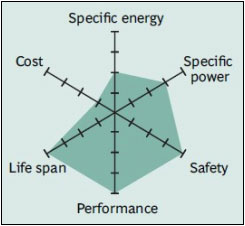 Specific energy
Cost
Specific
power
Life span
Safety
Performance